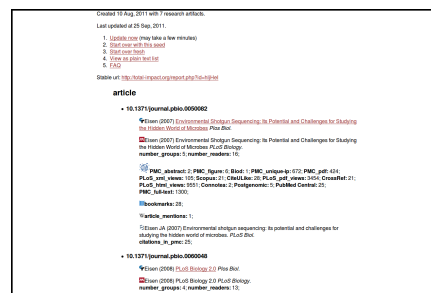 Created 10 Aug, 2011 with 7 research artifacts.
Last updated at 25 Sep, 2011.
1. Update now (may take a few minutes)
2. Start over with this seed
3. Start over fresh
4. View as plain text list
5. FAQ
Stable url: http://total-impact.org/report.php?id=
article
• 10.1371/journal.pbio.0050082
Eisen (2007) Environmental Shotgun Sequencing: Its Potential and Challenges for Studying
the Hidden World of Microbes Plos Biol.
Eisen (2007) Environmental Shotgun Sequencing: Its Potential and Challenges for Studying
the Hidden World of Microbes PLoS Biology.
number_groups: 5; number_readers: 16;
PMC_abstract: 2; PMC_figure: 6; Biod: 1; PMC_unique-ip: 672; PMC_pdf: 424;
PLoS_xml_views: 105; Scopus: 21; CiteULike: 28; PLoS_pdf_views: 3454; CrossRef: 21;
PLoS_html_views: 9551; Connotea: 2; Postgenomic: 5; PubMed Central: 25;
PMC_full-text: 1300;
bookmarks: 28;
article_mentions: 1;
Eisen JA (2007) Environmental shotgun sequencing: its potential and challenges for
studying the hidden world of microbes. PLoS Biol.
citations_in_pmc: 25;
• 10.1371/journal.pbio.0060048
Eisen (2008) PLoS Biology 2.0 Plos Biol.
Eisen (2008) PLoS Biology 2.0 PLoS Biology.
number_groups: 4; number_readers: 13;